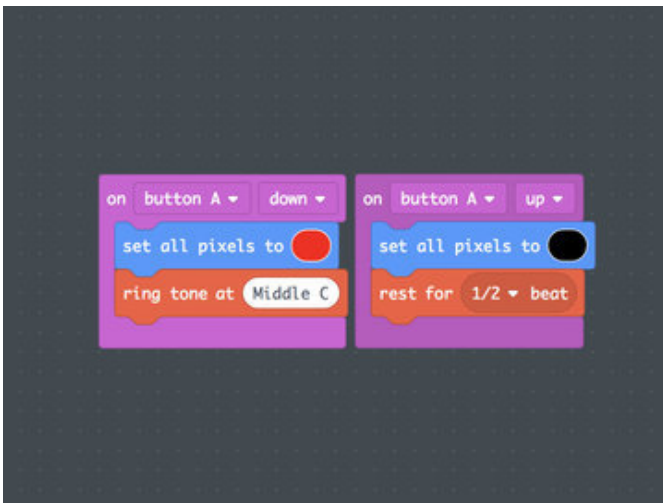 on button A down
set all pixels to
ring tone at Middle C
on button A up
set all pixels to
rest for 1/2 beat